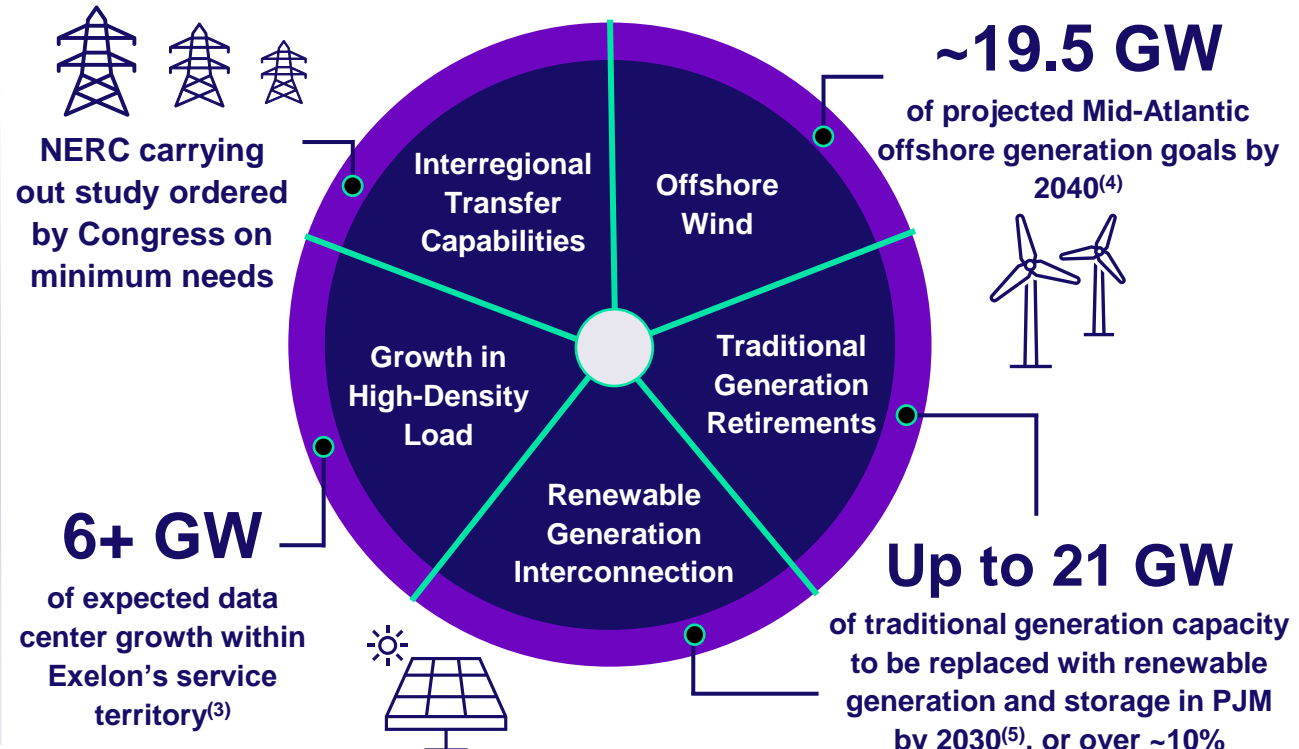 NERC carrying
out study ordered
by Congress on
minimum needs
Interregional
Transfer
Capabilities
Offshore
Wind
~19.5 GW
of projected Mid-Atlantic
offshore generation goals by
2040(4)
Growth in
High-Density
Load
Traditional
Generation
Retirements
Renewable
Generation
Interconnection
6+ GW
of expected data
center growth within
Exelon's service
territory(3)
Up to 21 GW
of traditional generation capacity
to be replaced with renewable
generation and storage in PJM
by 2030(5), or over ~10%